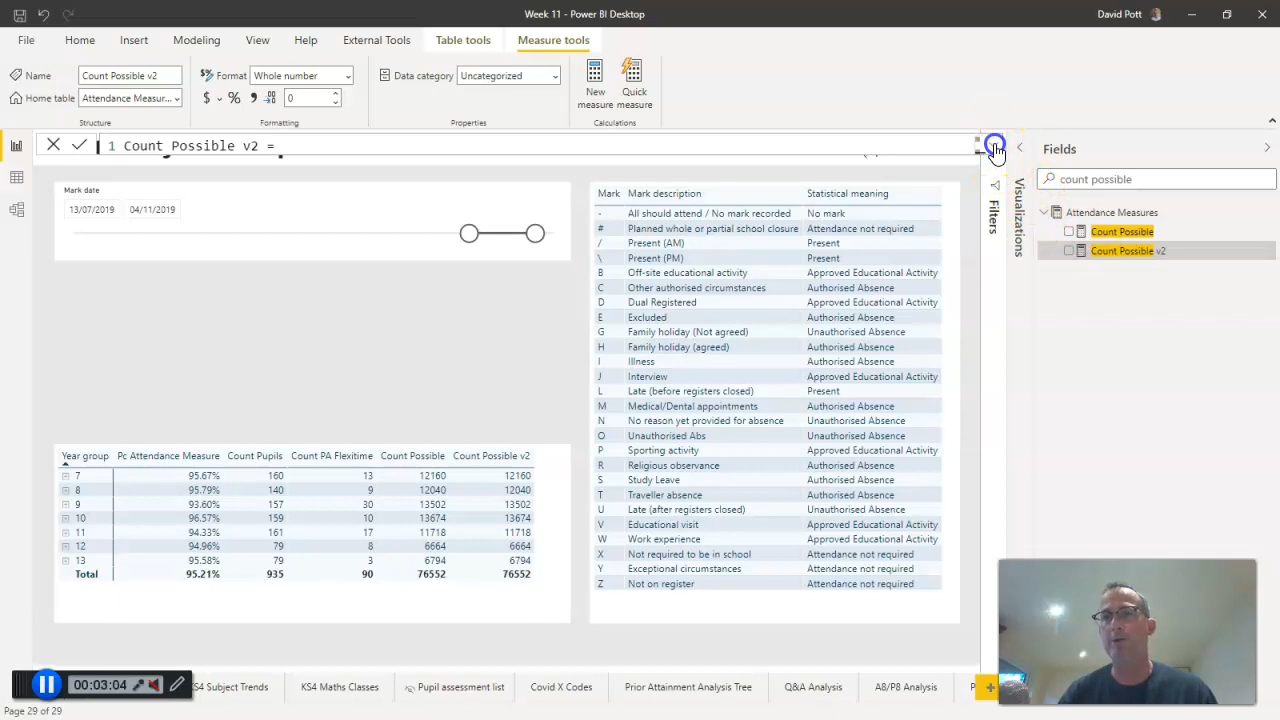 Week 11 - Power BI Desktop
David Pott
File Home Insert Modeling View Help External Tools Table tools Measure tools
Name Count Possible v2 Format Whole number Data category Uncategorized
Home table Attendance Measur... $ % 0
New measure
Quick measure
Structure Formatting Properties Calculations
1 Count Possible v2 =
Fields
count possible
Attendance Measures
Count Possible
Count Possible v2
Visualizations
Filters
Mark date
13/07/2019 04/11/2019
Mark Mark description Statistical meaning
- All should attend / No mark recorded No mark
# Planned whole or partial school closure Attendance not required
/ Present (AM) Present
\ Present (PM) Present
B Off-site educational activity Approved Educational Activity
C Other authorised circumstances Authorised Absence
D Dual Registered Approved Educational Activity
E Excluded Authorised Absence
G Family holiday (Not agreed) Unauthorised Absence
H Family holiday (agreed) Authorised Absence
I Illness Authorised Absence
J Interview Approved Educational Activity
L Late (before registers closed) Present
M Medical/Dental appointments Authorised Absence
N No reason yet provided for absence Unauthorised Absence
O Unauthorised Abs Unauthorised Absence
P Sporting activity Approved Educational Activity
R Religious observance Authorised Absence
S Study Leave Authorised Absence
T Traveller absence Authorised Absence
U Late (after registers closed) Unauthorised Absence
V Educational visit Approved Educational Activity
W Work experience Approved Educational Activity
X Not required to be in school Attendance not required
Y Exceptional circumstances Attendance not required
Z Not on register Attendance not required
Year group Pc Attendance Measure Count Pupils Count PA Flexitime Count Possible Count Possible v2
7 95.67% 160 13 12160 12160
8 95.79% 140 9 12040 12040
9 93.60% 157 30 13502 13502
10 96.57% 159 10 13674 13674
11 94.33% 161 17 11718 11718
12 94.96% 79 8 6664 6664
13 95.58% 79 3 6794 6794
Total 95.21% 935 90 76552 76552
00:03:04
KS4 Subject Trends KS4 Maths Classes Pupil assessment list Covid X Codes Prior Attainment Analysis Tree Q&A Analysis A8/P8 Analysis P
Page 29 of 29